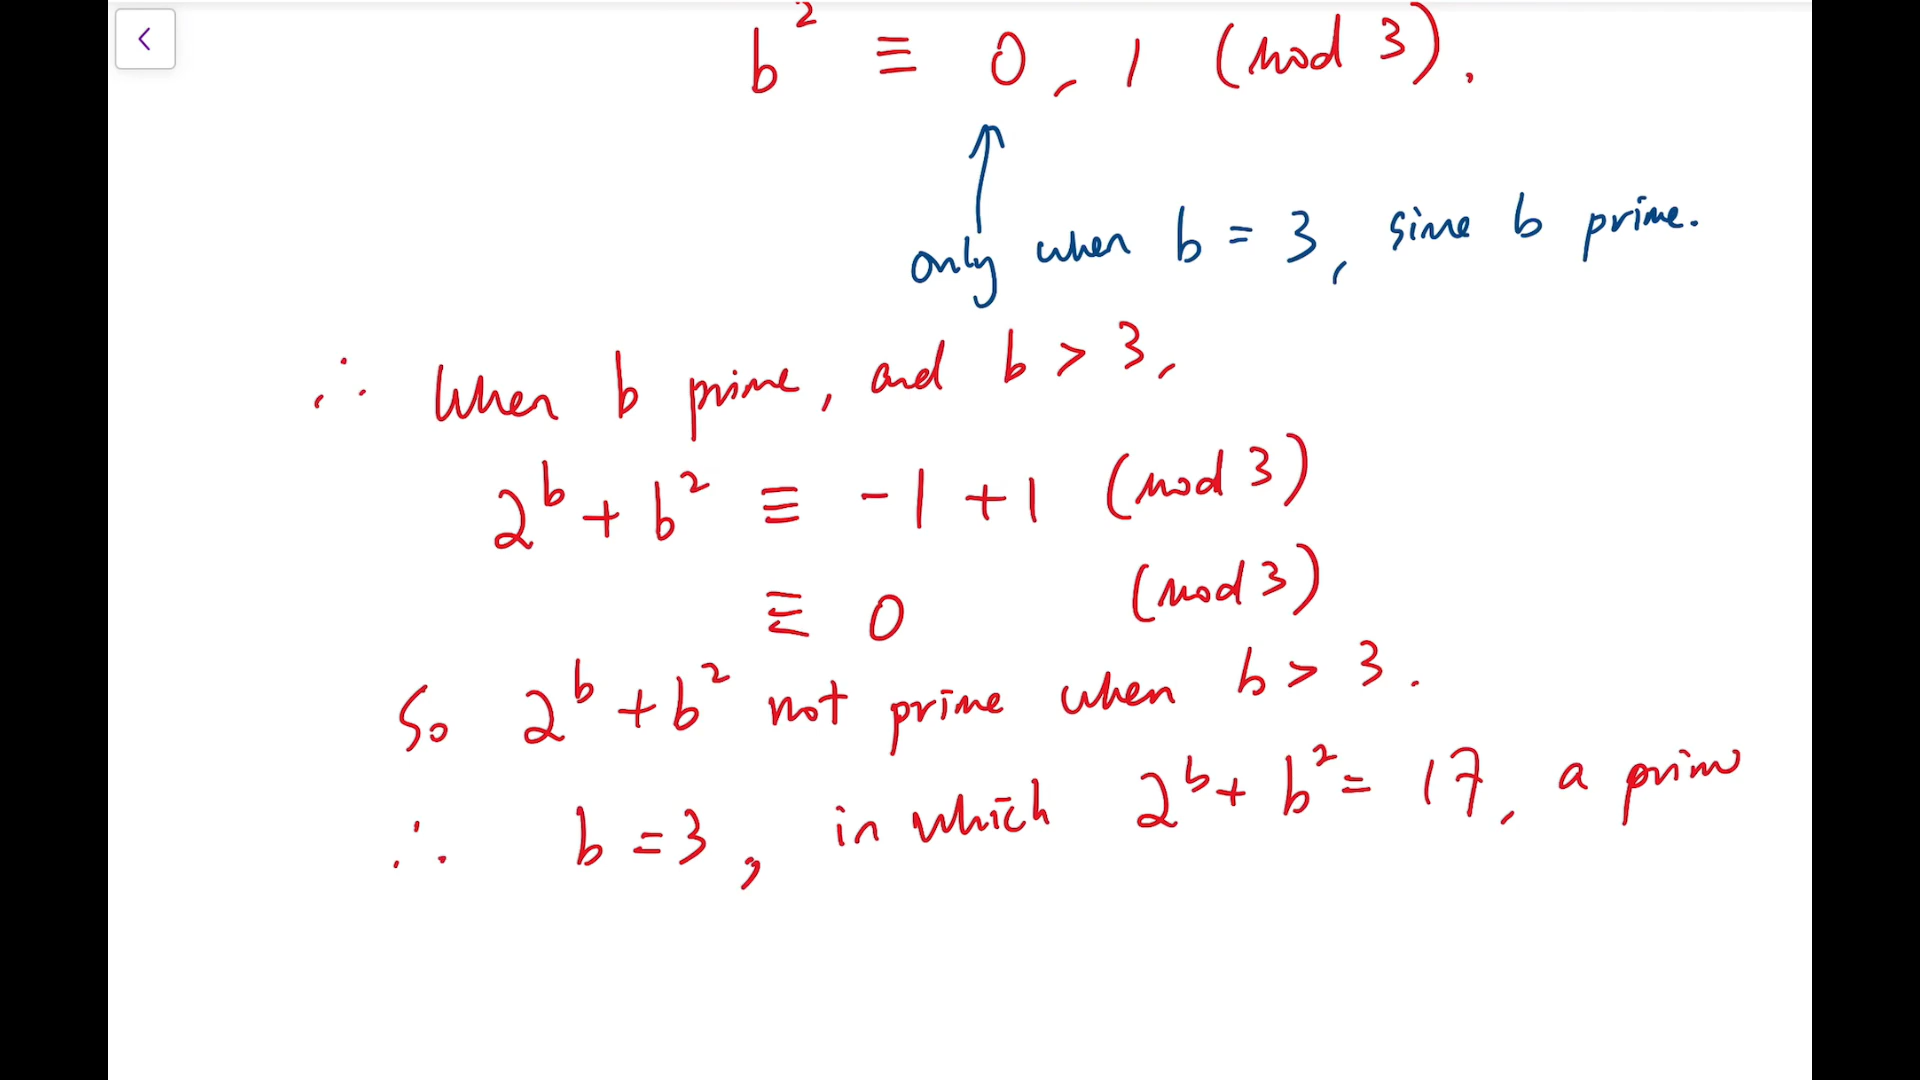 b² ≡ 0, 1 (mod 3).
only when b = 3, since b prime.
∴ When b prime, and b > 3,
2ᵇ + b² ≡ -1 + 1 (mod 3)
≡ 0 (mod 3)
So 2ᵇ + b² not prime when b > 3.
∴ b = 3, in which 2ᵇ + b² = 17, a prime